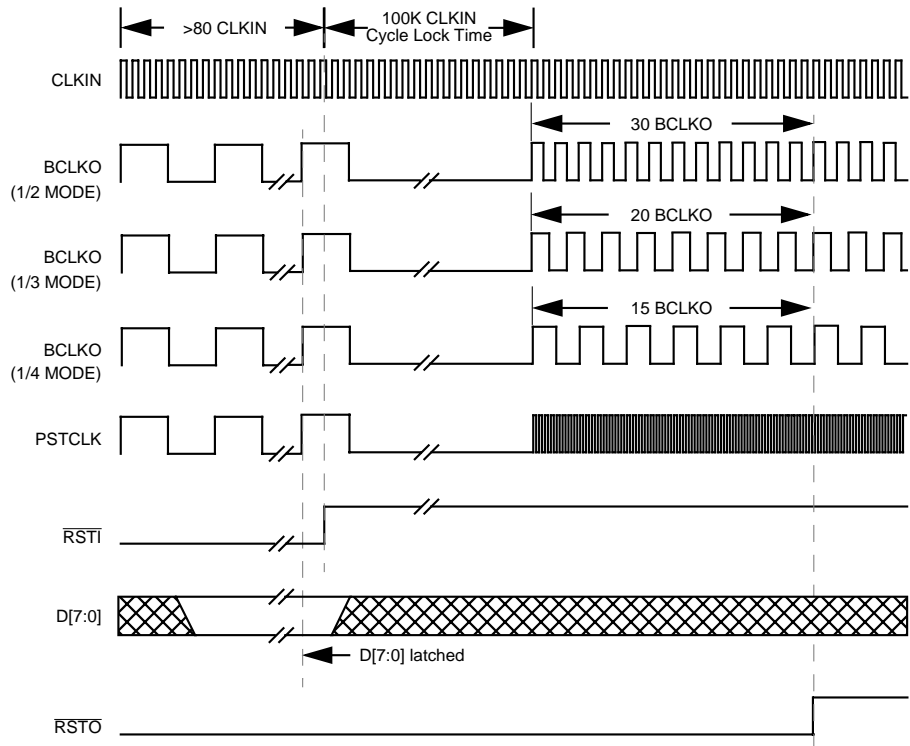 >80 CLKIN
100K CLKIN
Cycle Lock Time
CLKIN
30 BCLKO
BCLKO
(1/2 MODE)
20 BCLKO
BCLKO
(1/3 MODE)
15 BCLKO
BCLKO
(1/4 MODE)
PSTCLK
RSTI
D[7:0]
D[7:0] latched
RSTO